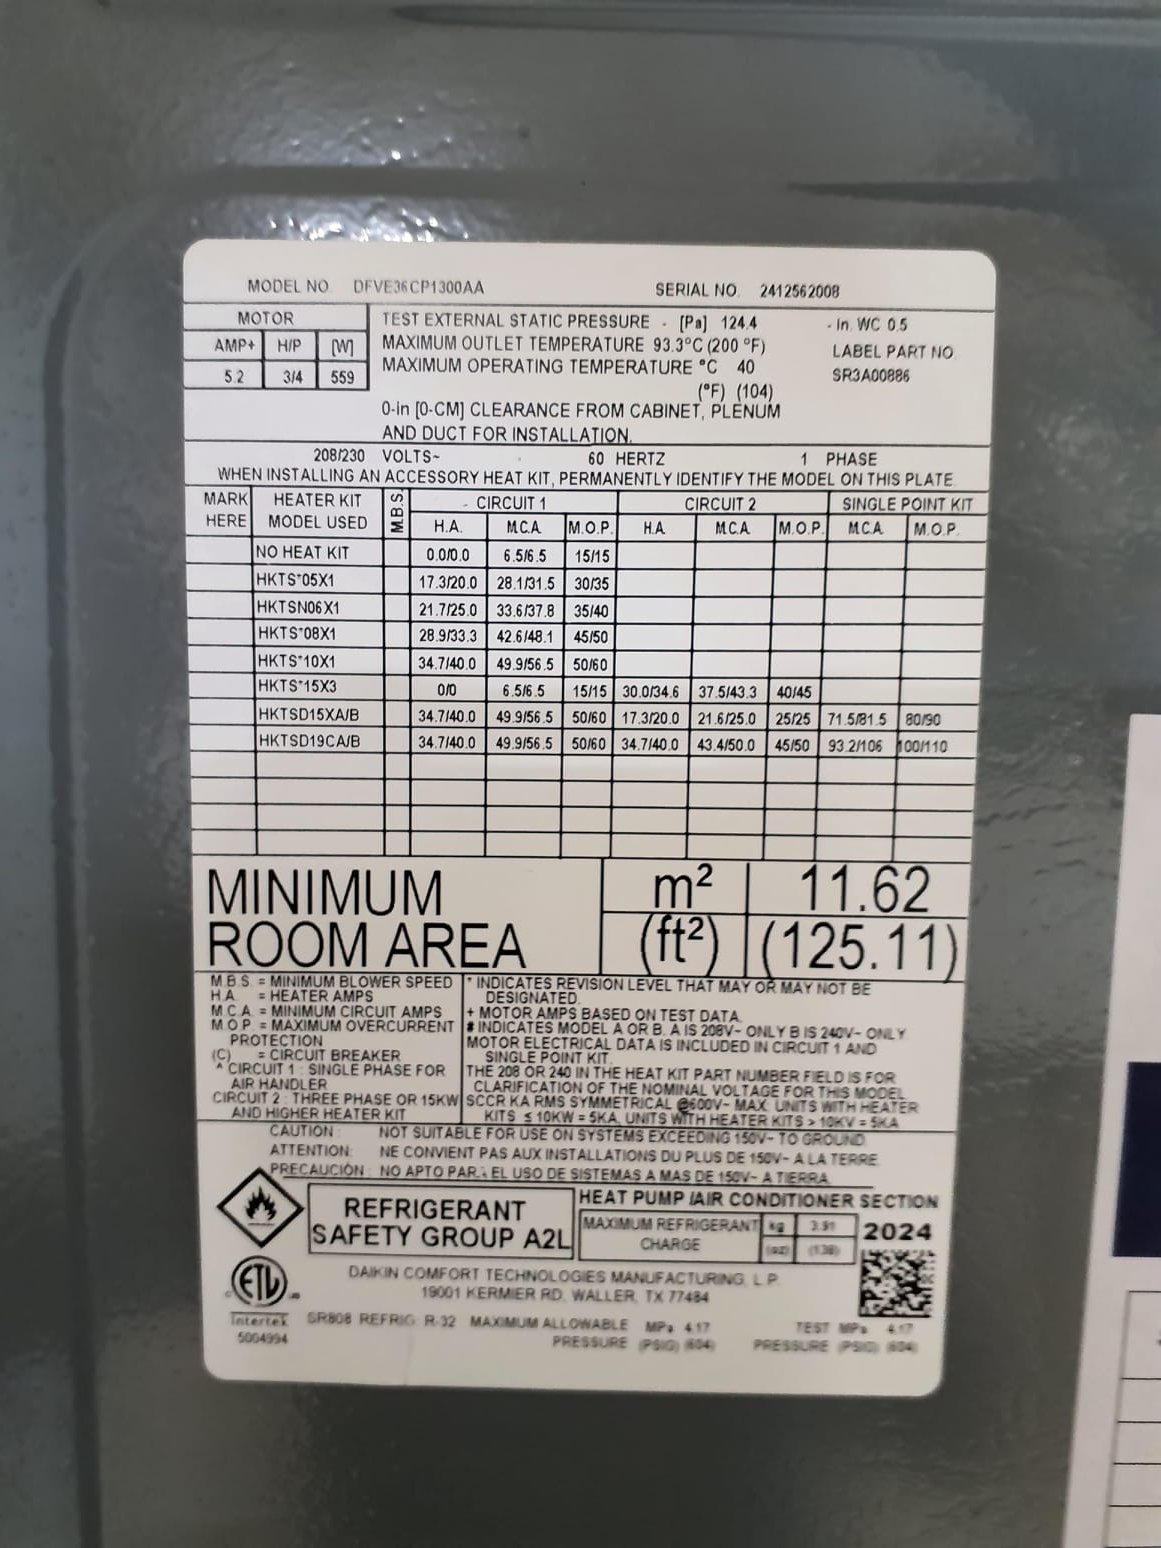 MODEL NO. DFVE36CP1300AA SERIAL NO. 2412562008
MOTOR
AMP+ H/P [W]
5.2 3/4 559
TEST EXTERNAL STATIC PRESSURE - [Pa] 124.4 - In. WC 0.5
MAXIMUM OUTLET TEMPERATURE 93.3°C (200 °F)
MAXIMUM OPERATING TEMPERATURE °C 40
(°F) (104)
LABEL PART NO
SR3A00886
0-In [0-CM] CLEARANCE FROM CABINET, PLENUM
AND DUCT FOR INSTALLATION.
208/230 VOLTS~ 60 HERTZ 1 PHASE
WHEN INSTALLING AN ACCESSORY HEAT KIT, PERMANENTLY IDENTIFY THE MODEL ON THIS PLATE.
MARK HERE HEATER KIT MODEL USED M.B.S. CIRCUIT 1 CIRCUIT 2 SINGLE POINT KIT
H.A. M.C.A. M.O.P. H.A. M.C.A. M.O.P. M.C.A. M.O.P.
NO HEAT KIT 0.0/0.0 6.5/6.5 15/15
HKTS*05X1 17.3/20.0 28.1/31.5 30/35
HKTSN06X1 21.7/25.0 33.6/37.8 35/40
HKTS*08X1 28.9/33.3 42.6/48.1 45/50
HKTS*10X1 34.7/40.0 49.9/56.5 50/60
HKTS*15X3 0/0 6.5/6.5 15/15 30.0/34.6 37.5/43.3 40/45
HKTSD15XA/B 34.7/40.0 49.9/56.5 50/60 17.3/20.0 21.6/25.0 25/25 71.5/81.5 80/90
HKTSD19CA/B 34.7/40.0 49.9/56.5 50/60 34.7/40.0 43.4/50.0 45/50 93.2/106 100/110
MINIMUM
ROOM AREA
m² 11.62
(ft²) (125.11)
M.B.S. = MINIMUM BLOWER SPEED
H.A. = HEATER AMPS
M.C.A. = MINIMUM CIRCUIT AMPS
M.O.P. = MAXIMUM OVERCURRENT
PROTECTION
(C) = CIRCUIT BREAKER
^ CIRCUIT 1 : SINGLE PHASE FOR
AIR HANDLER
CIRCUIT 2 : THREE PHASE OR 15KW
AND HIGHER HEATER KIT
* INDICATES REVISION LEVEL THAT MAY OR MAY NOT BE
DESIGNATED.
+ MOTOR AMPS BASED ON TEST DATA.
# INDICATES MODEL A OR B. A IS 208V~ ONLY B IS 240V~ ONLY
MOTOR ELECTRICAL DATA IS INCLUDED IN CIRCUIT 1 AND
SINGLE POINT KIT.
THE 208 OR 240 IN THE HEAT KIT PART NUMBER FIELD IS FOR
CLARIFICATION OF THE NOMINAL VOLTAGE FOR THIS MODEL
SCCR KA RMS SYMMETRICAL @600V~ MAX. UNITS WITH HEATER
KITS ≤ 10KW = 5KA, UNITS WITH HEATER KITS > 10KV = 5KA
CAUTION : NOT SUITABLE FOR USE ON SYSTEMS EXCEEDING 150V~ TO GROUND
ATTENTION: NE CONVIENT PAS AUX INSTALLATIONS DU PLUS DE 150V~ A LA TERRE
PRECAUCIÓN : NO APTO PARA EL USO DE SISTEMAS A MAS DE 150V~ A TIERRA
REFRIGERANT
SAFETY GROUP A2L
HEAT PUMP /AIR CONDITIONER SECTION
MAXIMUM REFRIGERANT CHARGE kg 3.91
(oz) (138)
2024
DAIKIN COMFORT TECHNOLOGIES MANUFACTURING, L.P.
19001 KERMIER RD. WALLER, TX 77484
ETL
Intertek
5004994
SR808 REFRIG R-32 MAXIMUM ALLOWABLE MPa 4.17 TEST MPa 4.17
PRESSURE (PSIG) (604) PRESSURE (PSIG) (604)